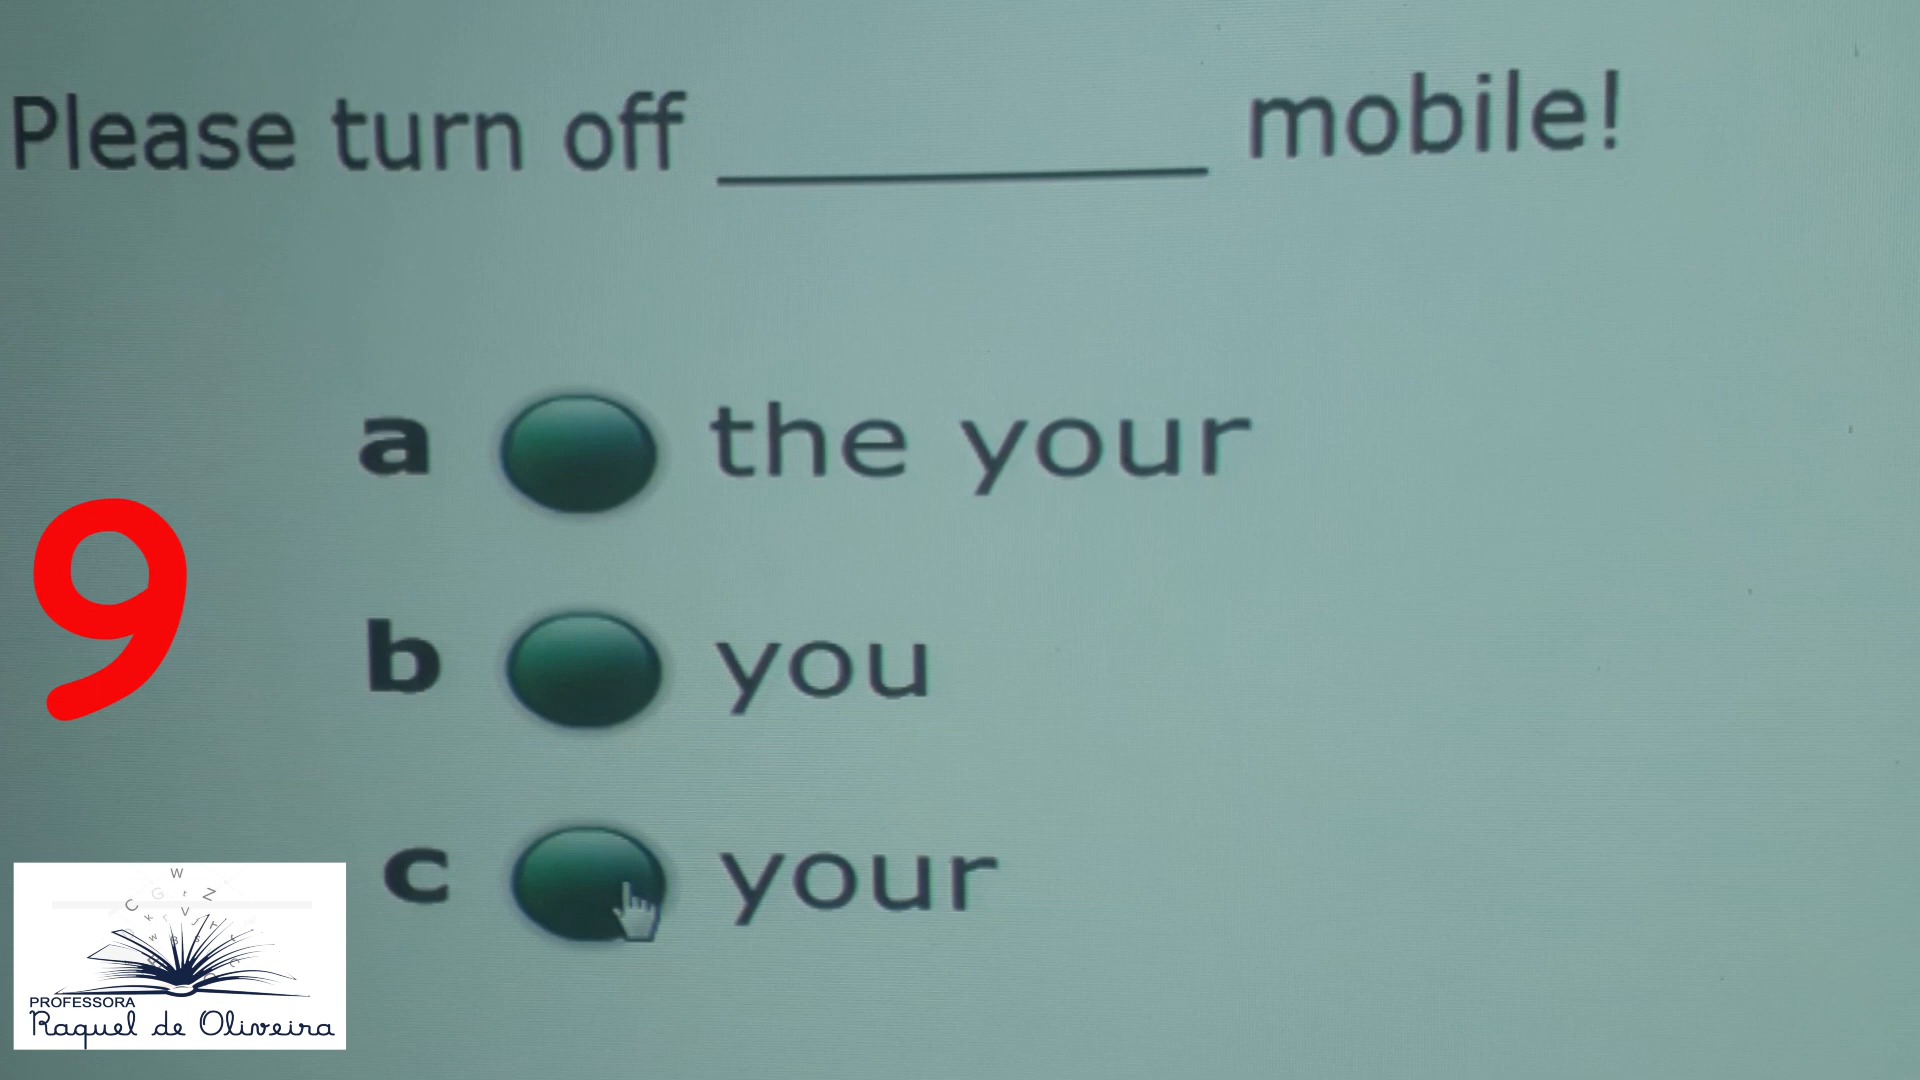 Please turn off __________ mobile!
a the your
b you
c your
9
PROFESSORA
Raquel de Oliveira